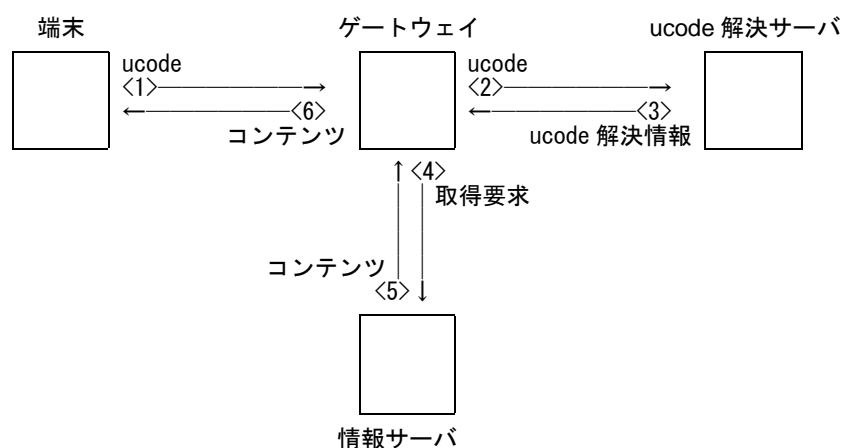 端末 ゲートウェイ ucode 解決サーバ
ucode ucode
<1>―――――――→ <2>―――――――→
←―――――――<6> ←―――――――<3>
コンテンツ ucode 解決情報
↑<4>
取得要求
コンテンツ
<5>↓
情報サーバ